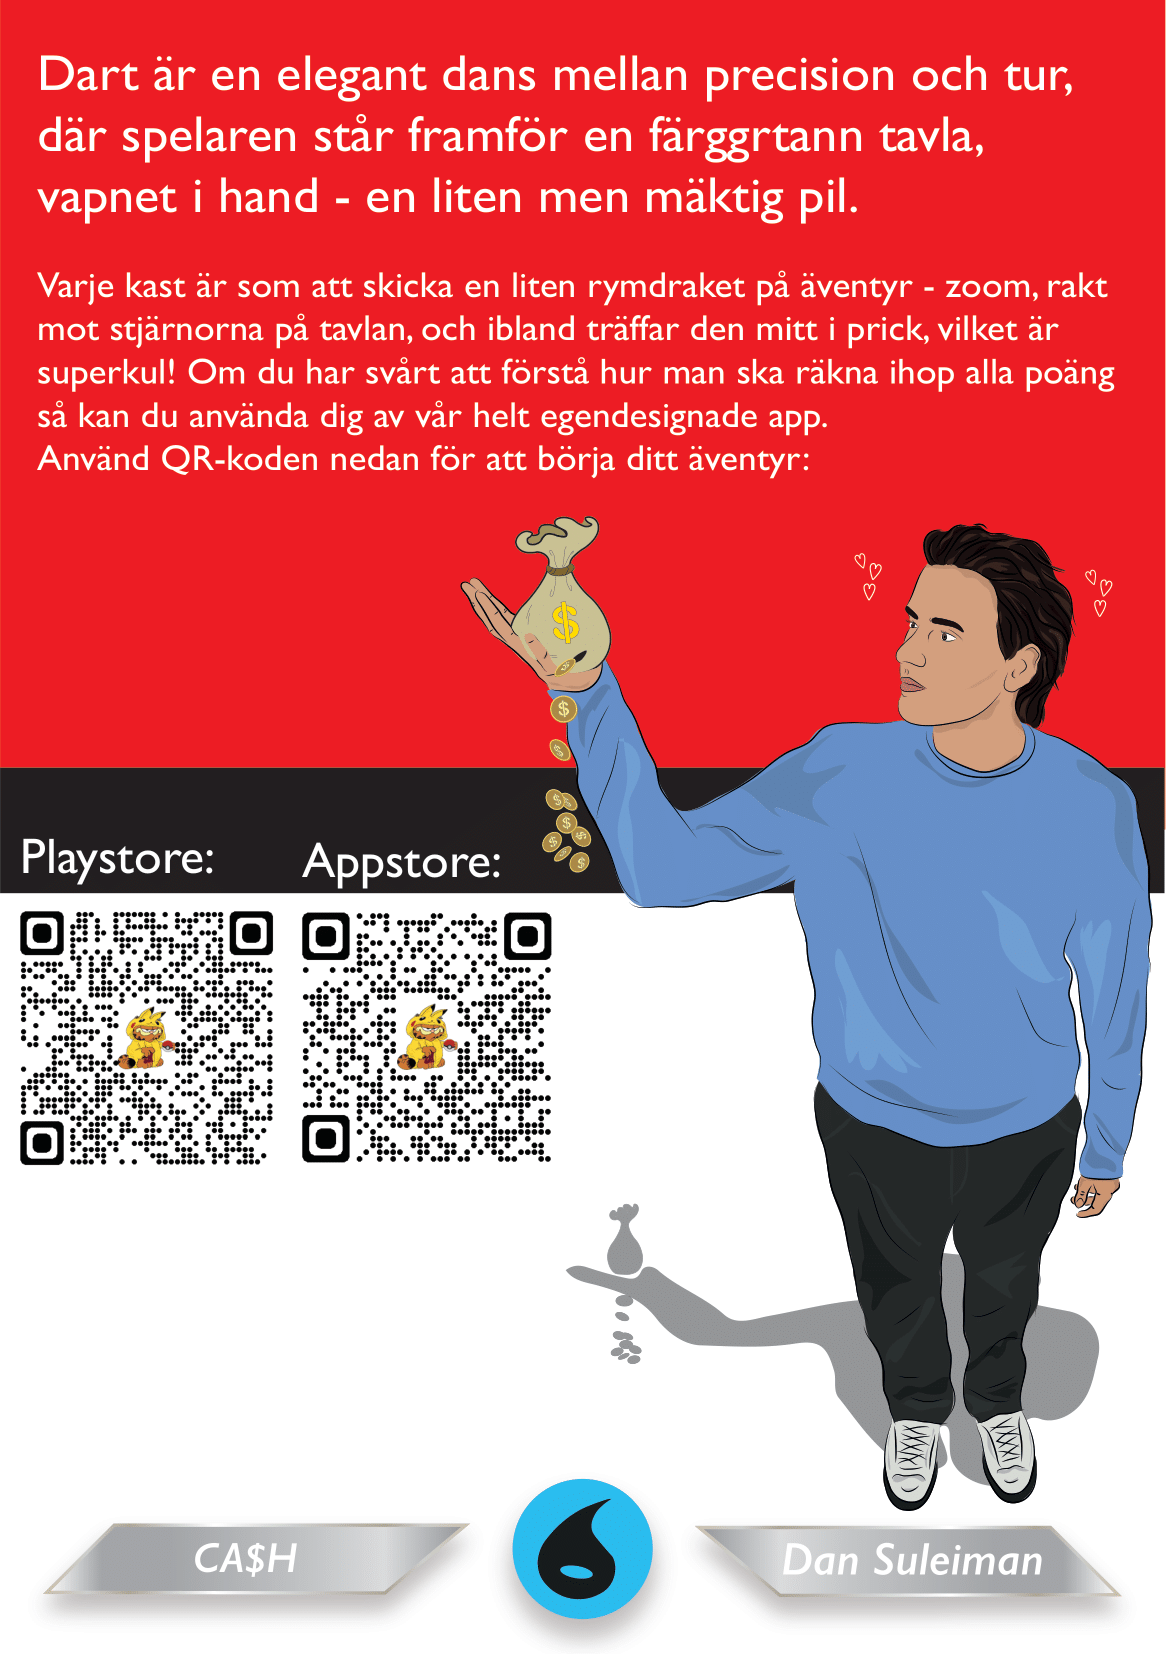 Dart är en elegant dans mellan precision och tur,
där spelaren står framför en färggrtann tavla,
vapnet i hand - en liten men mäktig pil.
Varje kast är som att skicka en liten rymdraket på äventyr - zoom, rakt
mot stjärnorna på tavlan, och ibland träffar den mitt i prick, vilket är
superkul! Om du har svårt att förstå hur man ska räkna ihop alla poäng
så kan du använda dig av vår helt egendesignade app.
Använd QR-koden nedan för att börja ditt äventyr:
$
$
$
$ $
$
$ $
$ $
Playstore:
Appstore:
CA$H
Dan Suleiman